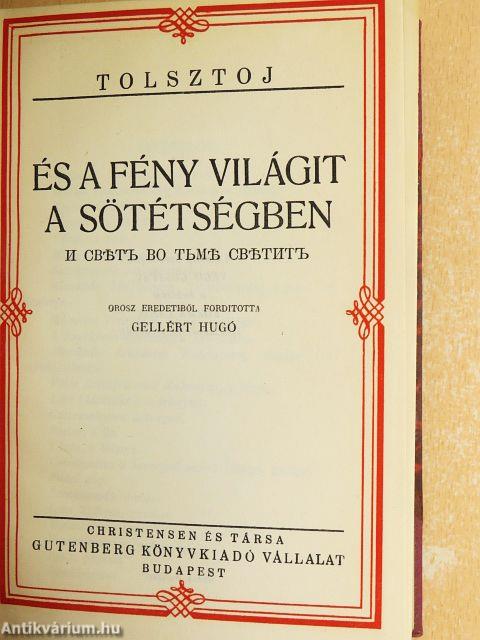 TOLSZTOJ
ÉS A FÉNY VILÁGIT
A SÖTÉTSÉGBEN
И СВѢТЪ ВО ТЬМѢ СВѢТИТЪ
OROSZ EREDETIBŐL FORDITOTTA
GELLÉRT HUGÓ
CHRISTENSEN ÉS TÁRSA
GUTENBERG KÖNYVKIADÓ VÁLLALAT
BUDAPEST
Antikvárium.hu